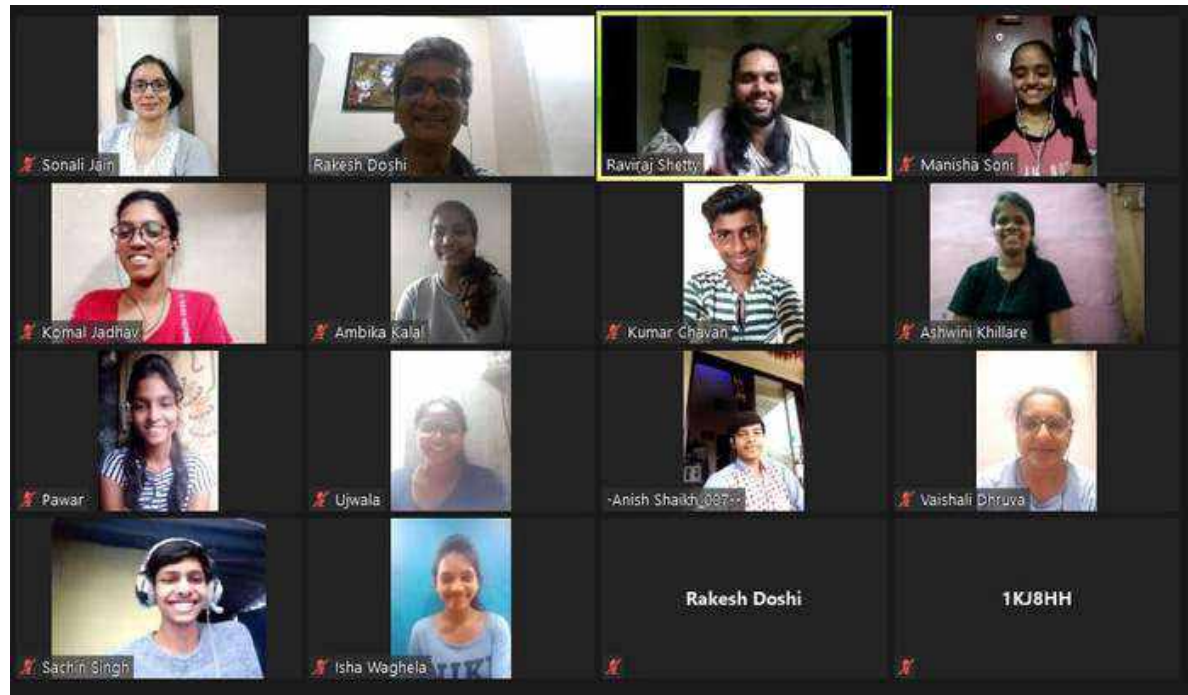 Sonali Jain
Rakesh Doshi
Raviraj Shetty
Manisha Soni
Komal Jadhav
Ambika Kalal
Kumar Chavan
Ashwini Khillare
Pawar
Ujwala
-Anish Shaikh_007--
Vaishali Dhruva
Sachin Singh
Isha Waghela
Rakesh Doshi
1KJ8HH